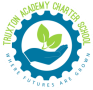 TRUXTON ACADEMY CHARTER SCHOOL
WHERE FUTURES ARE GROWN